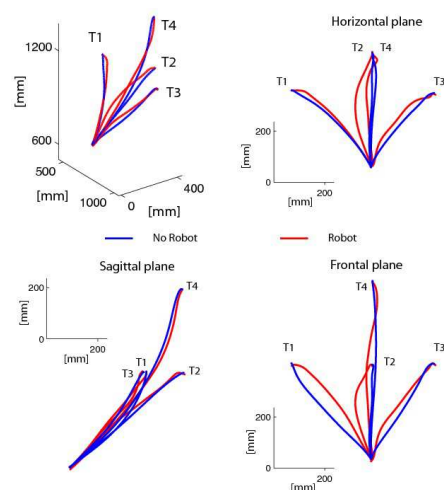 T4
T1
1200
T2
[mm]
T3
600
500
400
[mm]
1000
0
[mm]
Horizontal plane
T2 T4
T1
T3
200
0
200
[mm]
No Robot
Robot
Sagittal plane
200
T4
0
200
[mm]
T1
T3
T2
Frontal plane
T4
T1
T2
T3
200
[mm]
0
200
[mm]